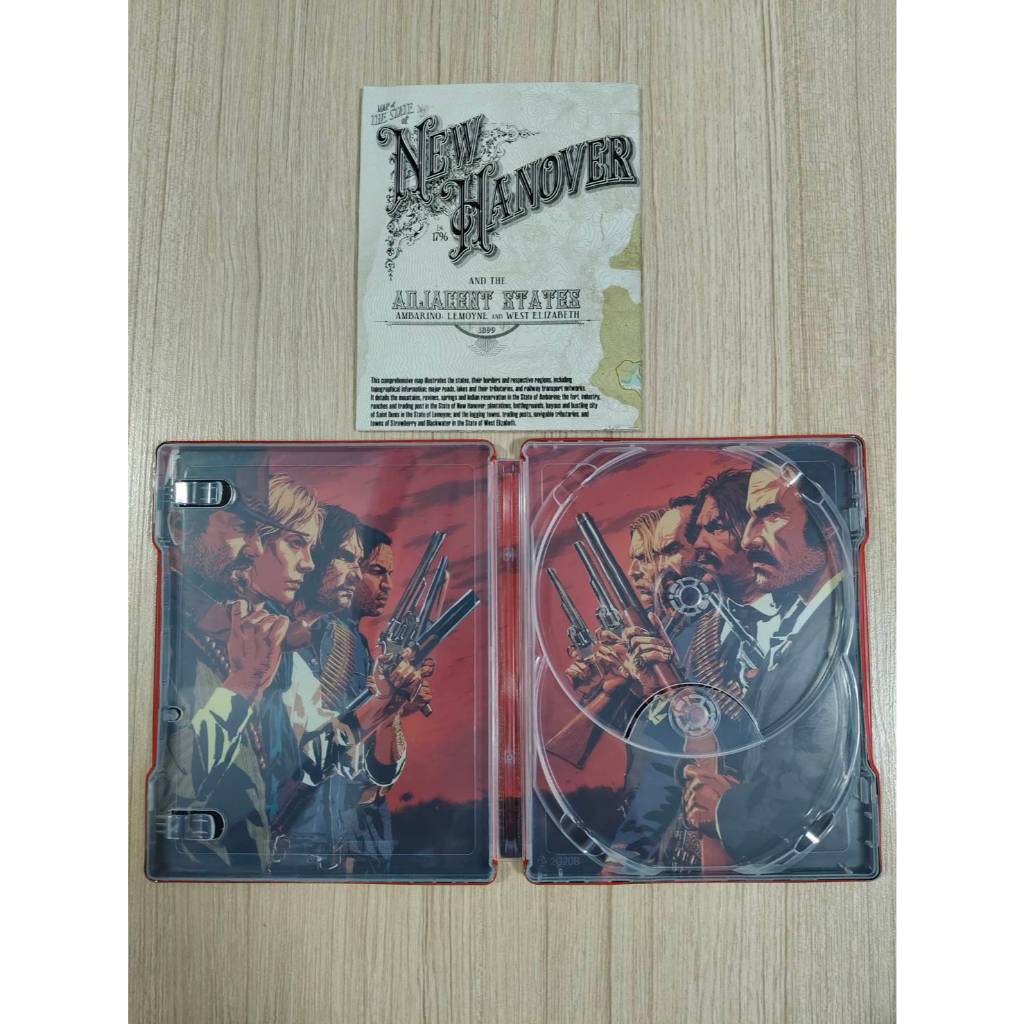 MAP of
THE STATE
of
NEW
HANOVER
EST.
IN
1796
AND THE
ADJACENT STATES
AMBARINO, LEMOYNE AND WEST ELIZABETH
1899
This comprehensive map illustrates the states, their borders and respective regions, including
topographical information; major roads, lakes and their tributaries, and railway transport networks.
It details the mountains, ravines, springs and Indian reservation in the State of Ambarino; the fort, industry,
ranches and trading post in the State of New Hanover; plantations, battlegrounds, bayous and bustling city
of Saint Denis in the State of Lemoyne; and the logging towns, trading posts, navigable tributaries, and
towns of Strawberry and Blackwater in the State of West Elizabeth.
2020B